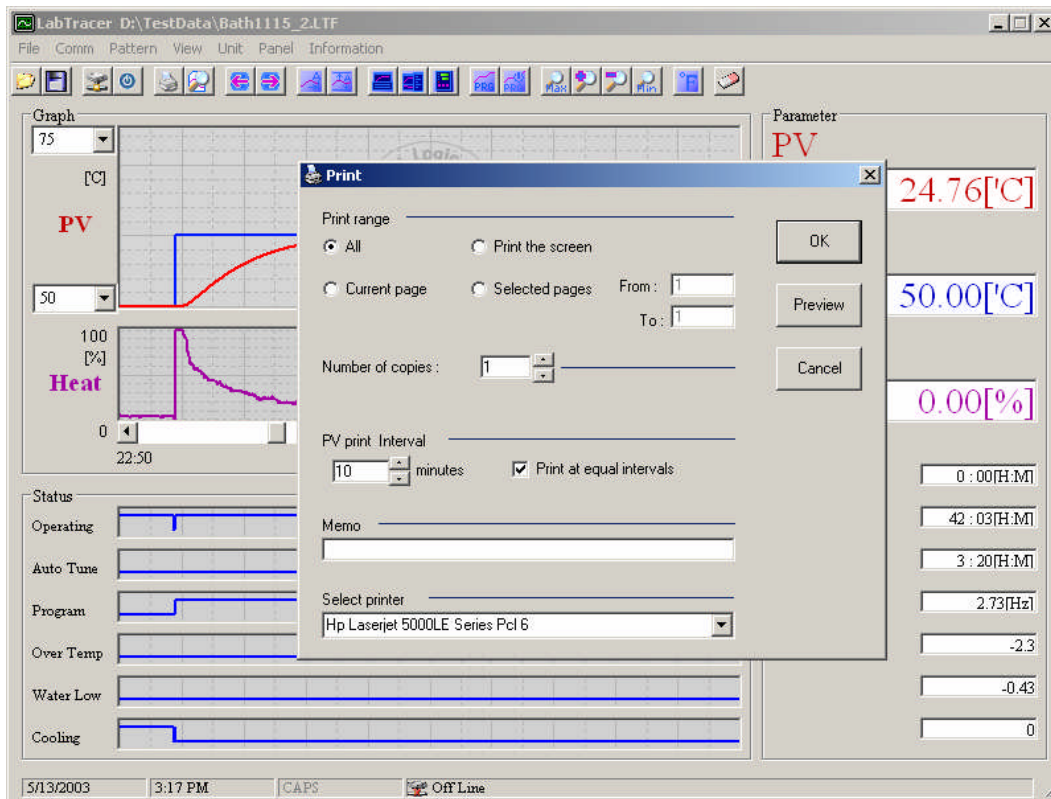 LabTracer D:\TestData\Bath1115_2.LTF
File Comm Pattern View Unit Panel Information
PRG PRG Max Min °F
Graph
75
['C]
PV
50
100
[%]
Heat
0
22:50
Parameter
PV
24.76['C]
50.00['C]
0.00[%]
0 : 00[H:M]
42 : 03[H:M]
3 : 20[H:M]
2.73[Hz]
-2.3
-0.43
0
Print
Print range
All
Print the screen
Current page
Selected pages
From : 1
To : 1
Number of copies : 1
PV print Interval
10 minutes
Print at equal intervals
Memo
Select printer
Hp Laserjet 5000LE Series Pcl 6
OK
Preview
Cancel
Status
Operating
Auto Tune
Program
Over Temp
Water Low
Cooling
5/13/2003 3:17 PM CAPS Off Line